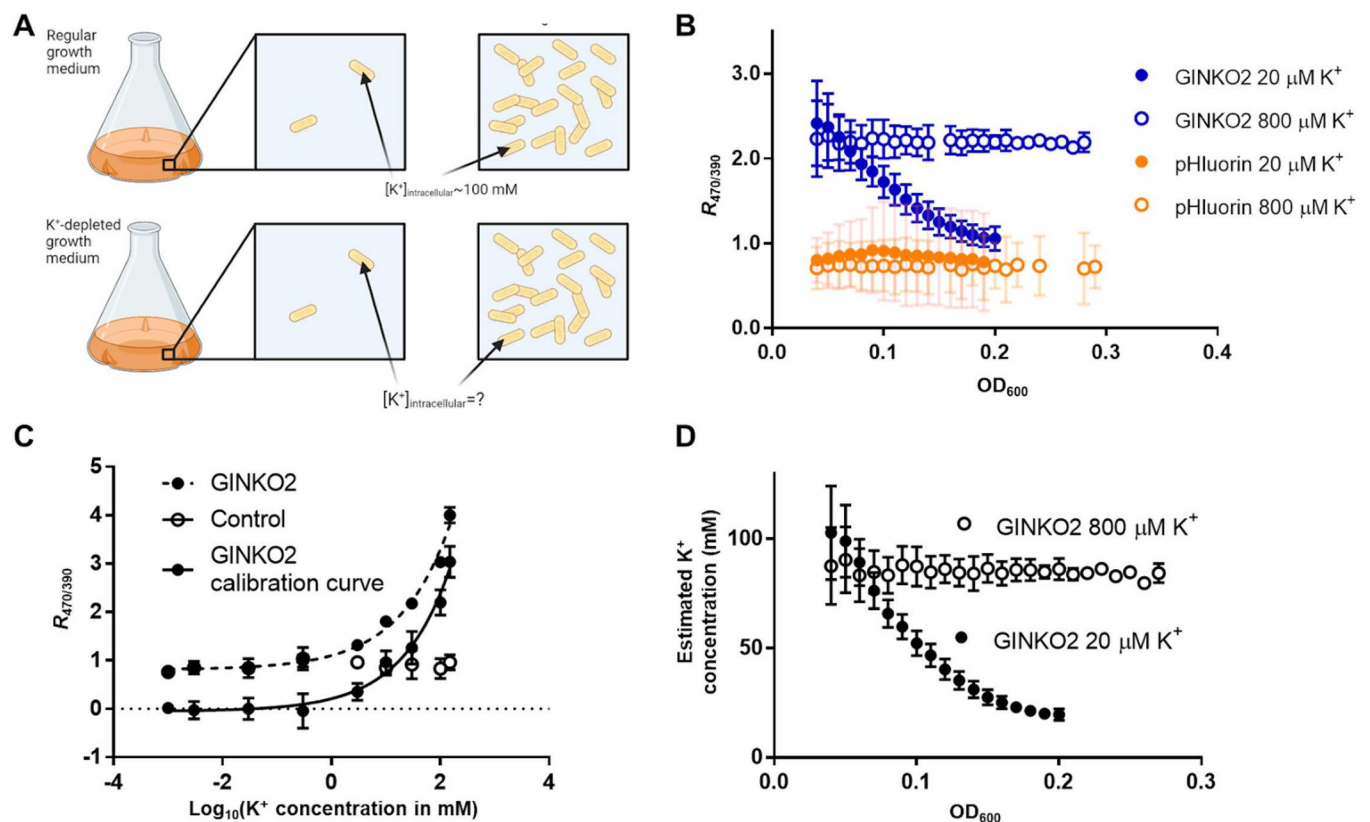 A
Regular
growth
medium
[K⁺]intracellular~100 mM
K⁺-depleted
growth
medium
[K⁺]intracellular=?
B
3.0
2.0
1.0
0.0
R470/390
0.0
0.1
0.2
0.3
0.4
OD600
GINKO2 20 μM K⁺
GINKO2 800 μM K⁺
pHluorin 20 μM K⁺
pHluorin 800 μM K⁺
C
5
4
3
2
1
0
-1
R470/390
GINKO2
Control
GINKO2
calibration curve
-4
-2
0
2
4
Log10(K⁺ concentration in mM)
D
Estimated K⁺
concentration (mM)
100
50
0
GINKO2 800 μM K⁺
GINKO2 20 μM K⁺
0.0
0.1
0.2
0.3
OD600